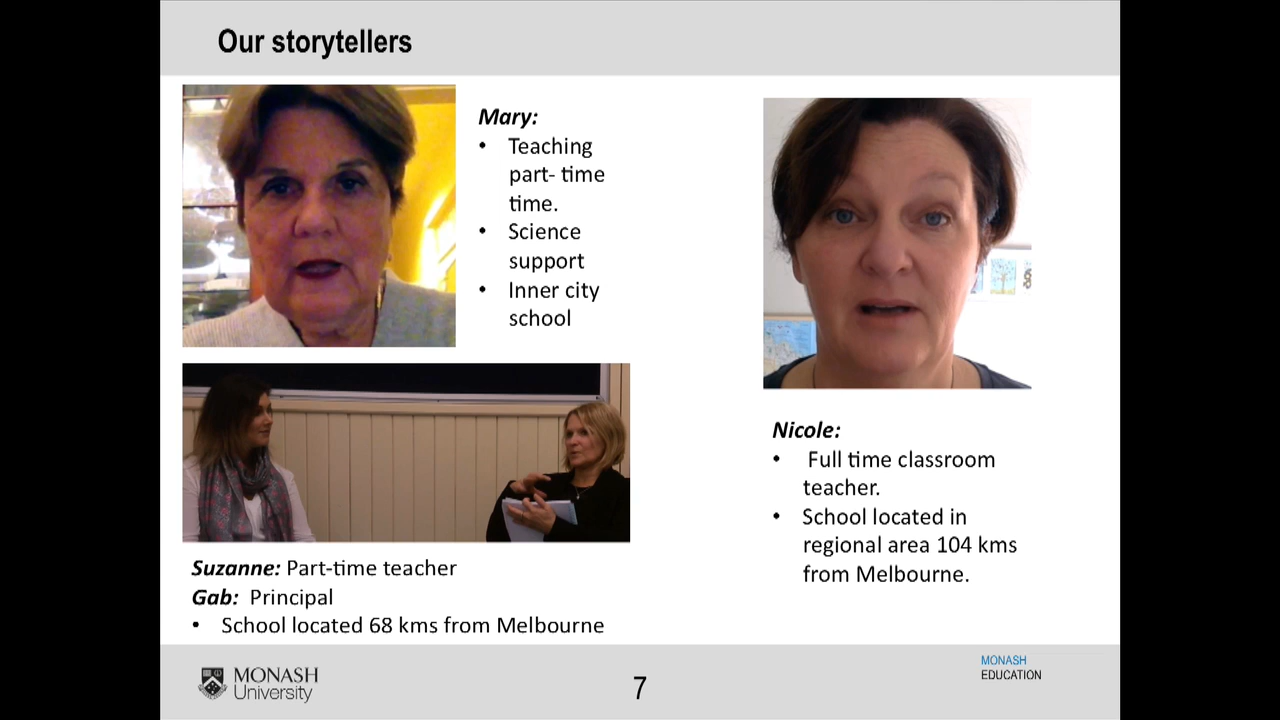 Our storytellers
Mary:
• Teaching
part- time
time.
• Science
support
• Inner city
school
Suzanne: Part-time teacher
Gab: Principal
• School located 68 kms from Melbourne
Nicole:
• Full time classroom
teacher.
• School located in
regional area 104 kms
from Melbourne.
MONASH
University
7
MONASH
EDUCATION